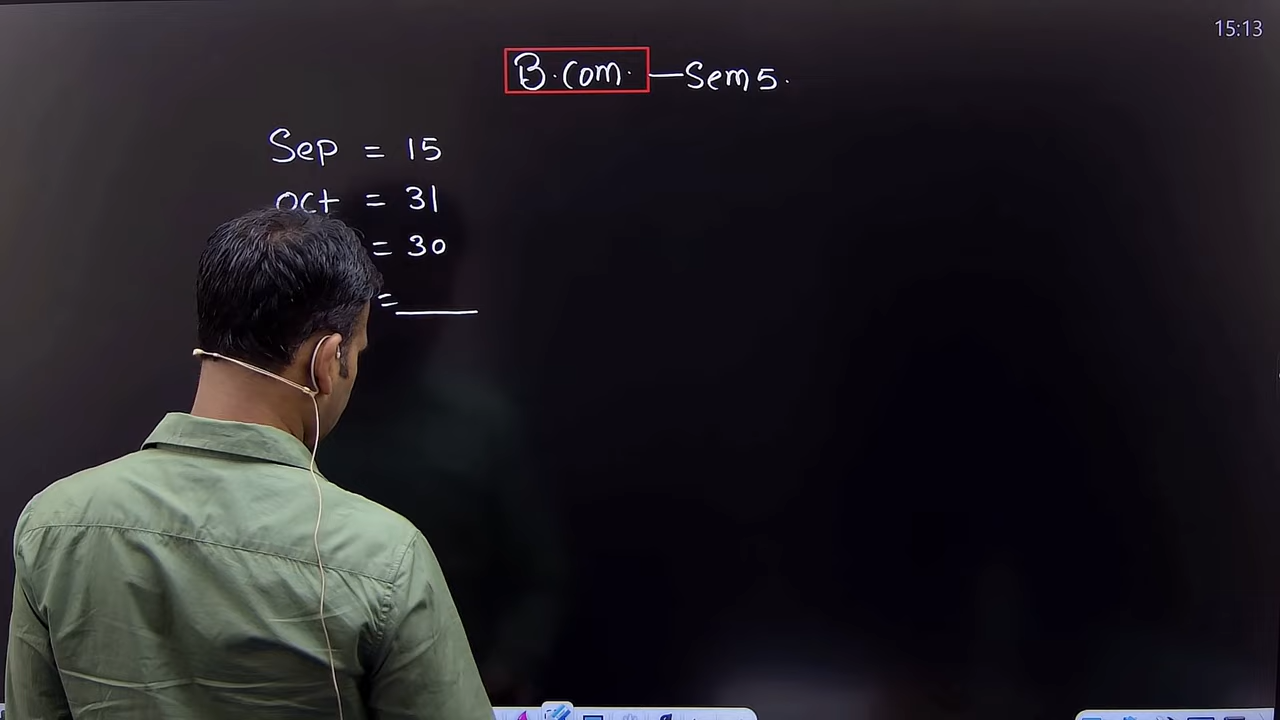 15:13
B.com. — Sem 5.
Sep = 15
oct = 31
= 30
=